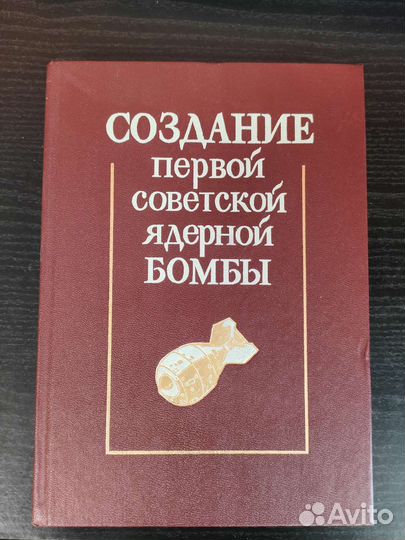 СОЗДАНИЕ
первой
советской
ядерной
БОМБЫ
Avito